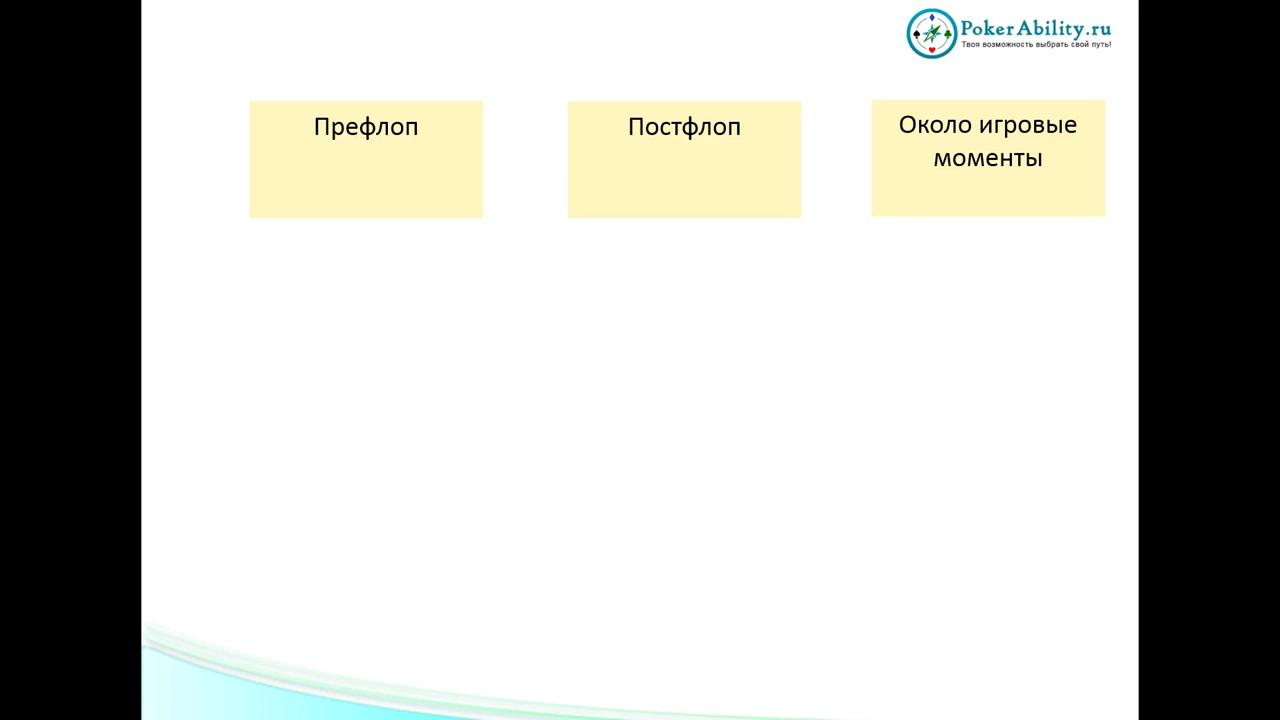 PokerAbility.ru
Твоя возможность выбрать свой путь!
Префлоп
Постфлоп
Около игровые
моменты